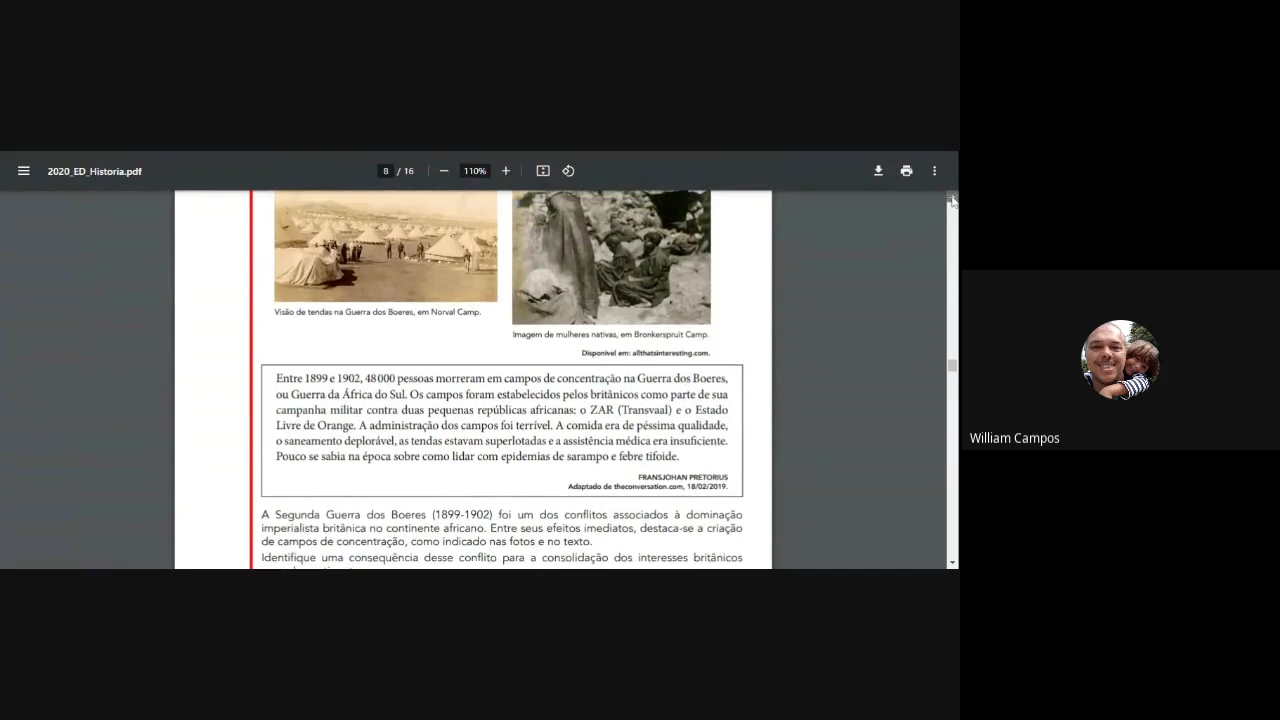 2020_ED_Historia.pdf
8 / 16
110%
Visão de tendas na Guerra dos Boeres, em Norval Camp.
Imagem de mulheres nativas, em Bronkerspruit Camp.
Disponível em: allthatsinteresting.com.
Entre 1899 e 1902, 48 000 pessoas morreram em campos de concentração na Guerra dos Boeres,
ou Guerra da África do Sul. Os campos foram estabelecidos pelos britânicos como parte de sua
campanha militar contra duas pequenas repúblicas africanas: o ZAR (Transvaal) e o Estado
Livre de Orange. A administração dos campos foi terrível. A comida era de péssima qualidade,
o saneamento deplorável, as tendas estavam superlotadas e a assistência médica era insuficiente.
Pouco se sabia na época sobre como lidar com epidemias de sarampo e febre tifoide.
FRANSJOHAN PRETORIUS
Adaptado de theconversation.com, 18/02/2019.
A Segunda Guerra dos Boeres (1899-1902) foi um dos conflitos associados à dominação
imperialista britânica no continente africano. Entre seus efeitos imediatos, destaca-se a criação
de campos de concentração, como indicado nas fotos e no texto.
Identifique uma consequência desse conflito para a consolidação dos interesses britânicos
William Campos